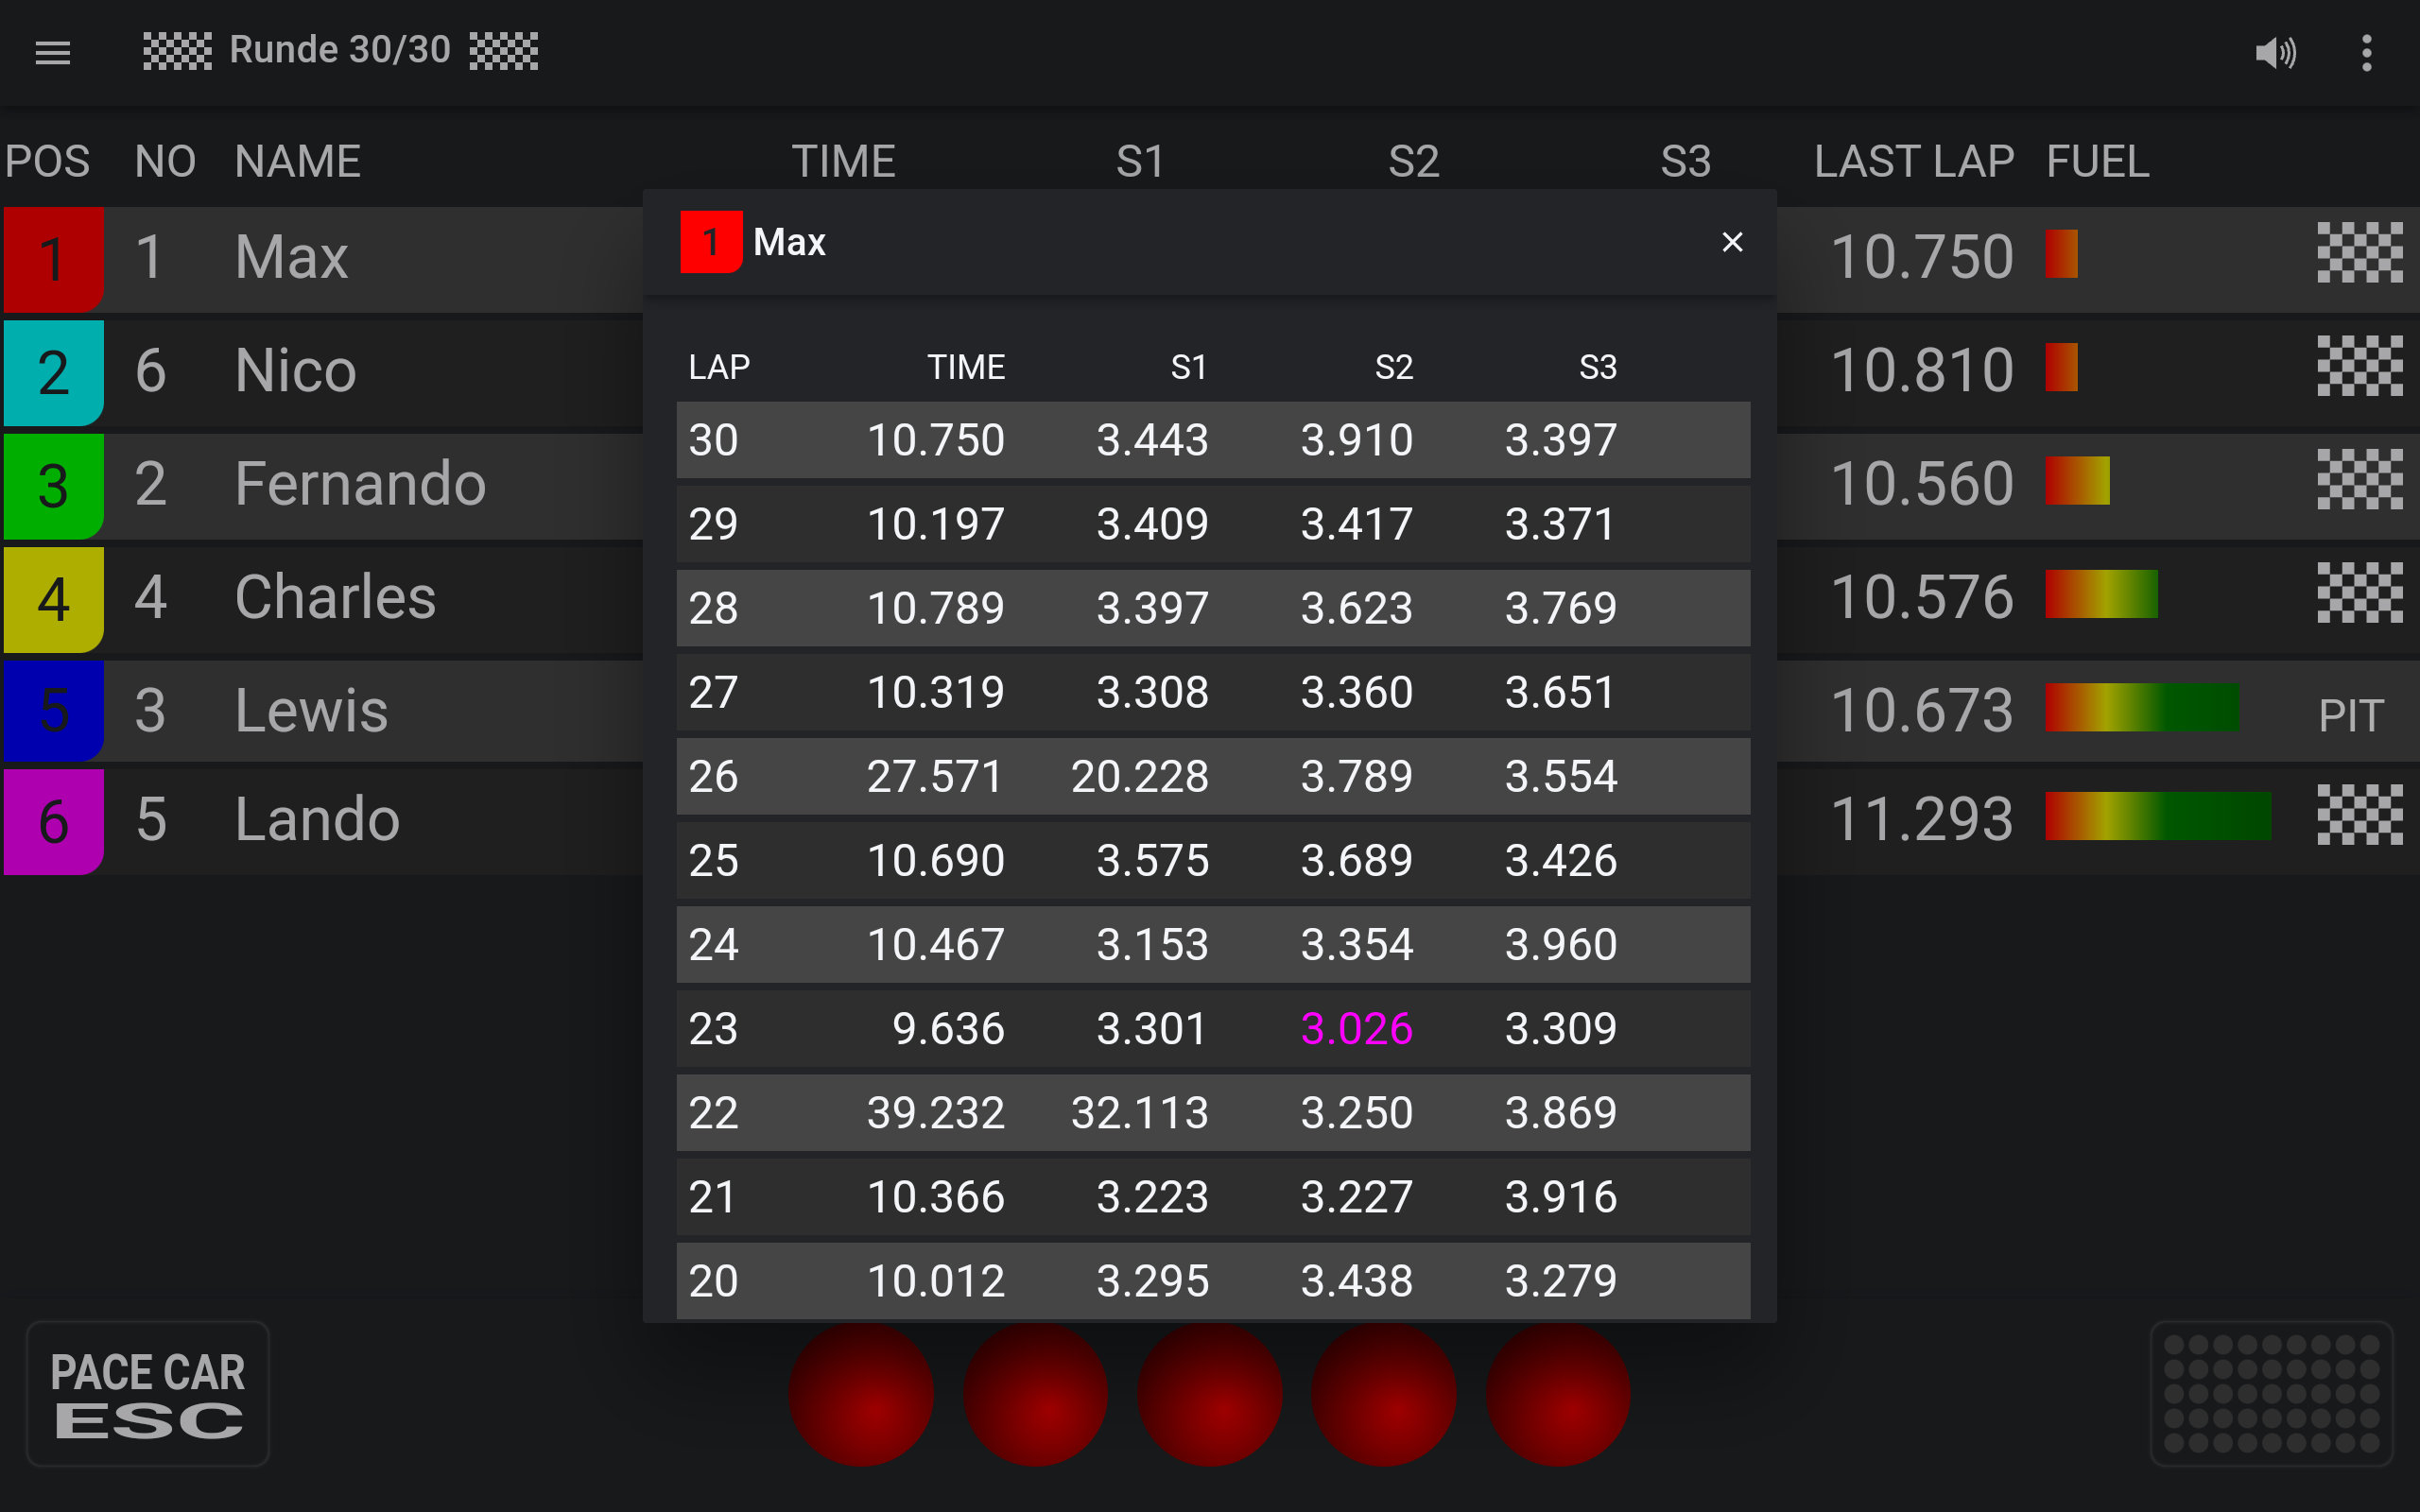 Runde 30/30
POS NO NAME TIME S1 S2 S3 LAST LAP FUEL
1 1 Max 10.750
2 6 Nico 10.810
3 2 Fernando 10.560
4 4 Charles 10.576
5 3 Lewis 10.673 PIT
6 5 Lando 11.293
1 Max ×
LAP TIME S1 S2 S3
30 10.750 3.443 3.910 3.397
29 10.197 3.409 3.417 3.371
28 10.789 3.397 3.623 3.769
27 10.319 3.308 3.360 3.651
26 27.571 20.228 3.789 3.554
25 10.690 3.575 3.689 3.426
24 10.467 3.153 3.354 3.960
23 9.636 3.301 3.026 3.309
22 39.232 32.113 3.250 3.869
21 10.366 3.223 3.227 3.916
20 10.012 3.295 3.438 3.279
PACE CAR
ESC